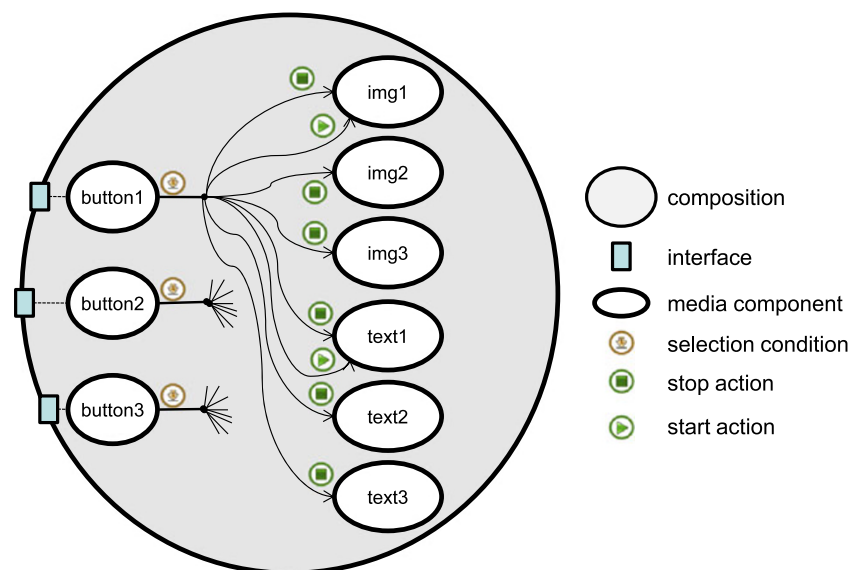 img1
img2
button1
composition
img3
interface
button2
media component
text1
selection condition
stop action
button3
text2
start action
text3